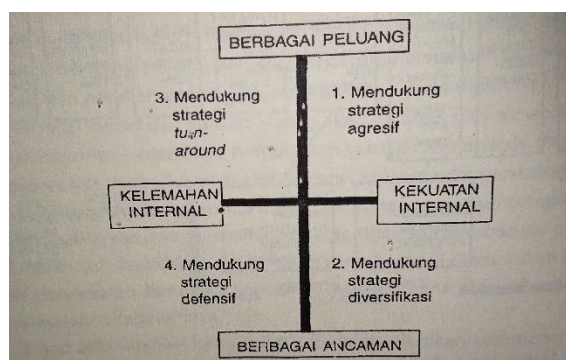 BERBAGAI PELUANG
3. Mendukung
strategi
turn-
around
1. Mendukung
strategi
agresif
KELEMAHAN
INTERNAL
KEKUATAN
INTERNAL
4. Mendukung
strategi
defensif
2. Mendukung
strategi
diversifikasi
BERBAGAI ANCAMAN